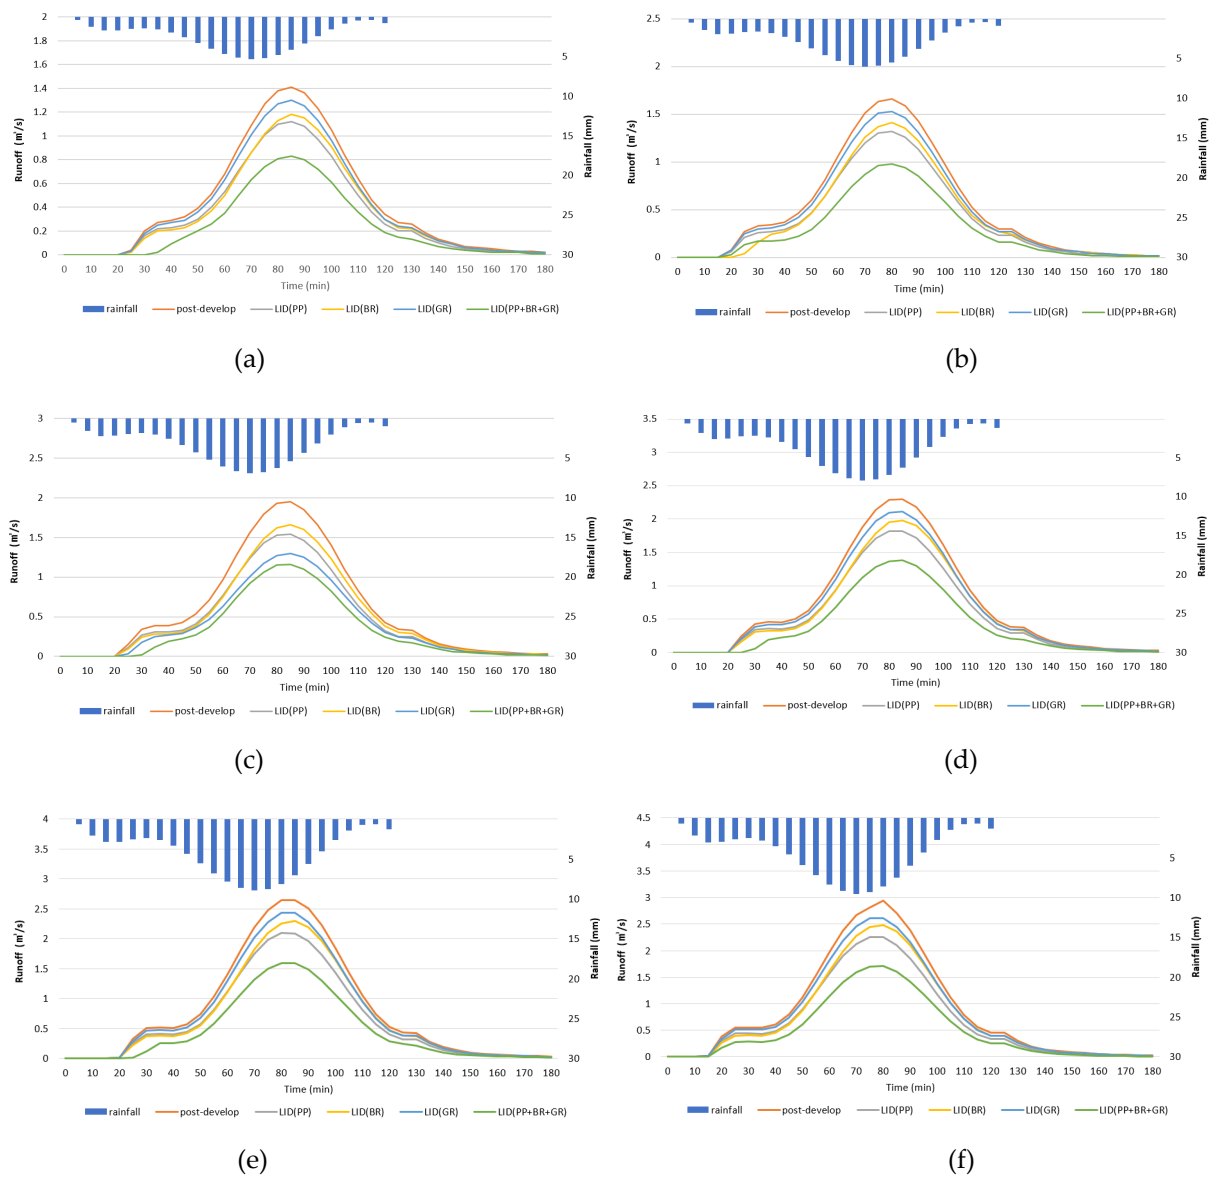 2
1.8
1.6
1.4
1.2
1
0.8
0.6
0.4
0.2
0
Runoff (m³/s)
5
10
15
20
25
30
Rainfall (mm)
0 10 20 30 40 50 60 70 80 90 100 110 120 130 140 150 160 170 180
Time (min)
rainfall post-develop LID(PP) LID(BR) LID(GR) LID(PP+BR+GR)
(a)
2.5
2
1.5
1
0.5
0
Runoff (m³/s)
5
10
15
20
25
30
Rainfall (mm)
0 10 20 30 40 50 60 70 80 90 100 110 120 130 140 150 160 170 180
Time (min)
rainfall post-develop LID(PP) LID(BR) LID(GR) LID(PP+BR+GR)
(b)
3
2.5
2
1.5
1
0.5
0
Runoff (m³/s)
5
10
15
20
25
30
Rainfall (mm)
0 10 20 30 40 50 60 70 80 90 100 110 120 130 140 150 160 170 180
Time (min)
rainfall post-develop LID(PP) LID(BR) LID(GR) LID(PP+BR+GR)
(c)
3.5
3
2.5
2
1.5
1
0.5
0
Runoff (m³/s)
5
10
15
20
25
30
Rainfall (mm)
0 10 20 30 40 50 60 70 80 90 100 110 120 130 140 150 160 170 180
Time (min)
rainfall post-develop LID(PP) LID(BR) LID(GR) LID(PP+BR+GR)
(d)
4
3.5
3
2.5
2
1.5
1
0.5
0
Runoff (m³/s)
5
10
15
20
25
30
Rainfall (mm)
0 10 20 30 40 50 60 70 80 90 100 110 120 130 140 150 160 170 180
Time (min)
rainfall post-develop LID(PP) LID(BR) LID(GR) LID(PP+BR+GR)
(e)
4.5
4
3.5
3
2.5
2
1.5
1
0.5
0
Runoff (m³/s)
5
10
15
20
25
30
Rainfall (mm)
0 10 20 30 40 50 60 70 80 90 100 110 120 130 140 150 160 170 180
Time (min)
rainfall post-develop LID(PP) LID(BR) LID(GR) LID(PP+BR+GR)
(f)